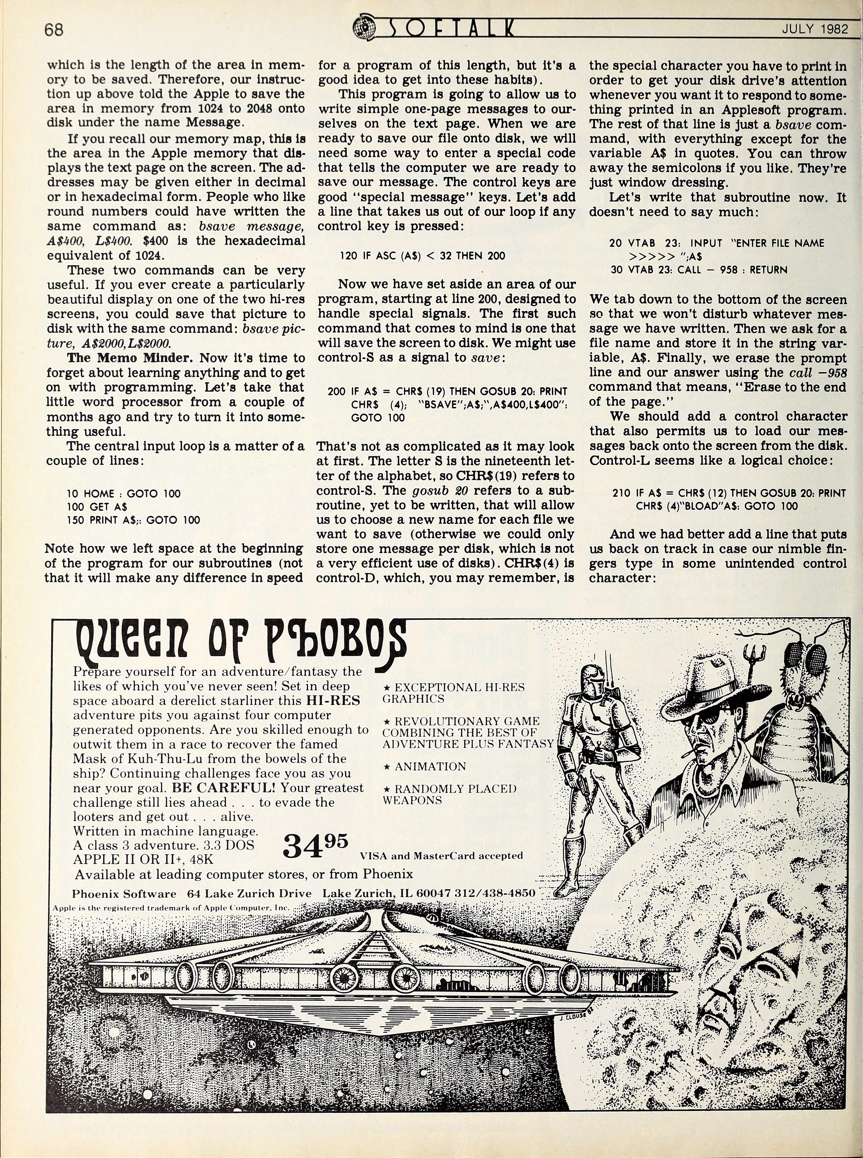 68
SOFTALK
JULY 1982
which is the length of the area in mem-
ory to be saved. Therefore, our instruc-
tion up above told the Apple to save the
area in memory from 1024 to 2048 onto
disk under the name Message.
If you recall our memory map, this is
the area in the Apple memory that dis-
plays the text page on the screen. The ad-
dresses may be given either in decimal
or in hexadecimal form. People who like
round numbers could have written the
same command as: bsave message,
A$400, L$400. $400 is the hexadecimal
equivalent of 1024.
These two commands can be very
useful. If you ever create a particularly
beautiful display on one of the two hi-res
screens, you could save that picture to
disk with the same command: bsave pic-
ture, A$2000,L$2000.
The Memo Minder. Now it's time to
forget about learning anything and to get
on with programming. Let's take that
little word processor from a couple of
months ago and try to turn it into some-
thing useful.
The central input loop is a matter of a
couple of lines:
10 HOME : GOTO 100
100 GET A$
150 PRINT A$;: GOTO 100
Note how we left space at the beginning
of the program for our subroutines (not
that it will make any difference in speed
for a program of this length, but it's a
good idea to get into these habits).
This program is going to allow us to
write simple one-page messages to our-
selves on the text page. When we are
ready to save our file onto disk, we will
need some way to enter a special code
that tells the computer we are ready to
save our message. The control keys are
good "special message" keys. Let's add
a line that takes us out of our loop if any
control key is pressed:
120 IF ASC (A$) < 32 THEN 200
Now we have set aside an area of our
program, starting at line 200, designed to
handle special signals. The first such
command that comes to mind is one that
will save the screen to disk. We might use
control-S as a signal to save:
200 IF A$ = CHR$ (19) THEN GOSUB 20: PRINT
CHR$ (4); "BSAVE";A$;",A$400,L$400":
GOTO 100
That's not as complicated as it may look
at first. The letter S is the nineteenth let-
ter of the alphabet, so CHR$(19) refers to
control-S. The gosub 20 refers to a sub-
routine, yet to be written, that will allow
us to choose a new name for each file we
want to save (otherwise we could only
store one message per disk, which is not
a very efficient use of disks). CHR$(4) is
control-D, which, you may remember, is
the special character you have to print in
order to get your disk drive's attention
whenever you want it to respond to some-
thing printed in an Applesoft program.
The rest of that line is just a bsave com-
mand, with everything except for the
variable A$ in quotes. You can throw
away the semicolons if you like. They're
just window dressing.
Let's write that subroutine now. It
doesn't need to say much:
20 VTAB 23: INPUT "ENTER FILE NAME
>>>>> ";A$
30 VTAB 23: CALL − 958 : RETURN
We tab down to the bottom of the screen
so that we won't disturb whatever mes-
sage we have written. Then we ask for a
file name and store it in the string var-
iable, A$. Finally, we erase the prompt
line and our answer using the call −958
command that means, "Erase to the end
of the page."
We should add a control character
that also permits us to load our mes-
sages back onto the screen from the disk.
Control-L seems like a logical choice:
210 IF A$ = CHR$ (12) THEN GOSUB 20: PRINT
CHR$ (4)"BLOAD"A$: GOTO 100
And we had better add a line that puts
us back on track in case our nimble fin-
gers type in some unintended control
character:
QUEEN OF PHOBOS
Prepare yourself for an adventure/fantasy the
likes of which you've never seen! Set in deep
space aboard a derelict starliner this HI-RES
adventure pits you against four computer
generated opponents. Are you skilled enough to
outwit them in a race to recover the famed
Mask of Kuh-Thu-Lu from the bowels of the
ship? Continuing challenges face you as you
near your goal. BE CAREFUL! Your greatest
challenge still lies ahead . . . to evade the
looters and get out . . . alive.
Written in machine language.
A class 3 adventure. 3.3 DOS
APPLE II OR II+, 48K
34⁹⁵
★ EXCEPTIONAL HI-RES
GRAPHICS
★ REVOLUTIONARY GAME
COMBINING THE BEST OF
ADVENTURE PLUS FANTASY
★ ANIMATION
★ RANDOMLY PLACED
WEAPONS
VISA and MasterCard accepted
Available at leading computer stores, or from Phoenix
Phoenix Software 64 Lake Zurich Drive Lake Zurich, IL 60047 312/438-4850
Apple is the registered trademark of Apple Computer, Inc.